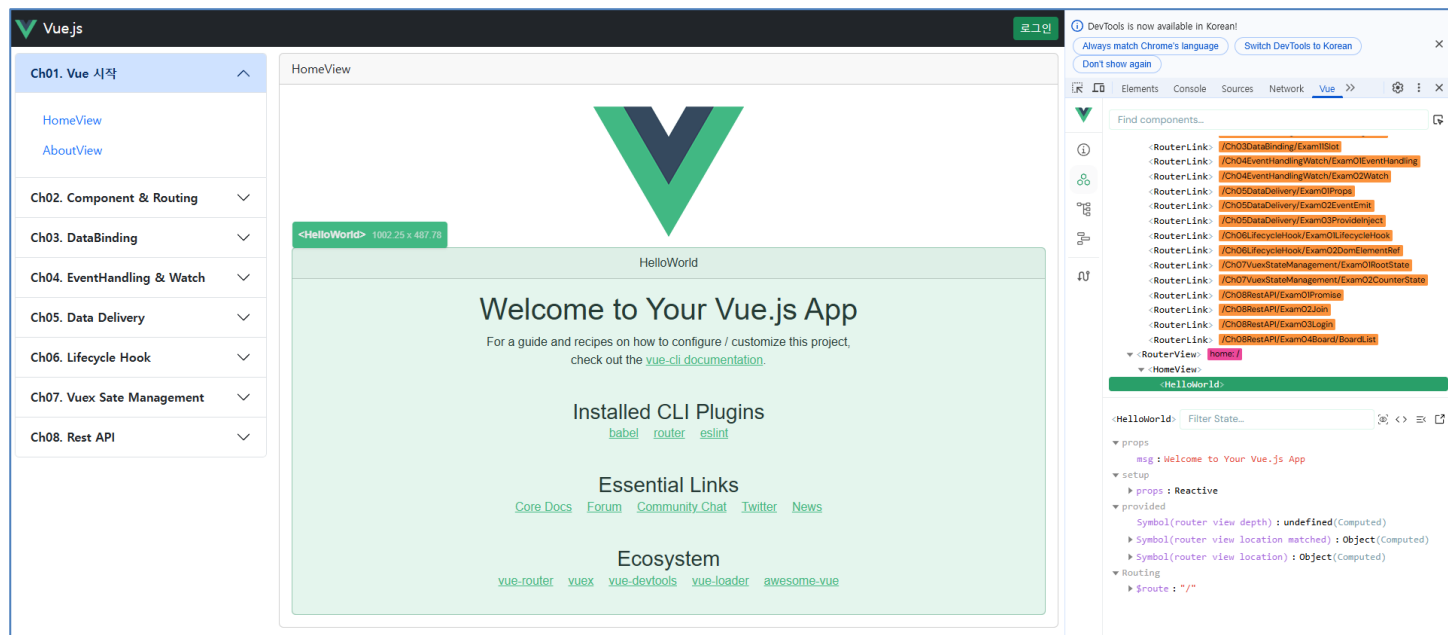 Vue.js
로그인
Ch01. Vue 시작
HomeView
AboutView
Ch02. Component & Routing
Ch03. DataBinding
Ch04. EventHandling & Watch
Ch05. Data Delivery
Ch06. Lifecycle Hook
Ch07. Vuex Sate Management
Ch08. Rest API
HomeView
<HelloWorld> 1002.25 x 487.78
HelloWorld
Welcome to Your Vue.js App
For a guide and recipes on how to configure / customize this project,
check out the vue-cli documentation.
Installed CLI Plugins
babel router eslint
Essential Links
Core Docs Forum Community Chat Twitter News
Ecosystem
vue-router vuex vue-devtools vue-loader awesome-vue
DevTools is now available in Korean!
Always match Chrome's language Switch DevTools to Korean
Don't show again
Elements Console Sources Network Vue
Find components...
<RouterLink> /Ch03DataBinding/Exam11Slot
<RouterLink> /Ch04EventHandlingWatch/Exam01EventHandling
<RouterLink> /Ch04EventHandlingWatch/Exam02Watch
<RouterLink> /Ch05DataDelivery/Exam01Props
<RouterLink> /Ch05DataDelivery/Exam02EventEmit
<RouterLink> /Ch05DataDelivery/Exam03ProvideInject
<RouterLink> /Ch06LifecycleHook/Exam01LifecycleHook
<RouterLink> /Ch06LifecycleHook/Exam02DomElementRef
<RouterLink> /Ch07VuexStateManagement/Exam01RootState
<RouterLink> /Ch07VuexStateManagement/Exam02CounterState
<RouterLink> /Ch08RestAPI/Exam01Promise
<RouterLink> /Ch08RestAPI/Exam02Join
<RouterLink> /Ch08RestAPI/Exam03Login
<RouterLink> /Ch08RestAPI/Exam04Board/BoardList
<RouterView> home: /
<HomeView>
<HelloWorld>
<HelloWorld> Filter State...
props
msg : Welcome to Your Vue.js App
setup
props : Reactive
provided
Symbol(router view depth) : undefined(Computed)
Symbol(router view location matched) : Object(Computed)
Symbol(router view location) : Object(Computed)
Routing
$route : "/"